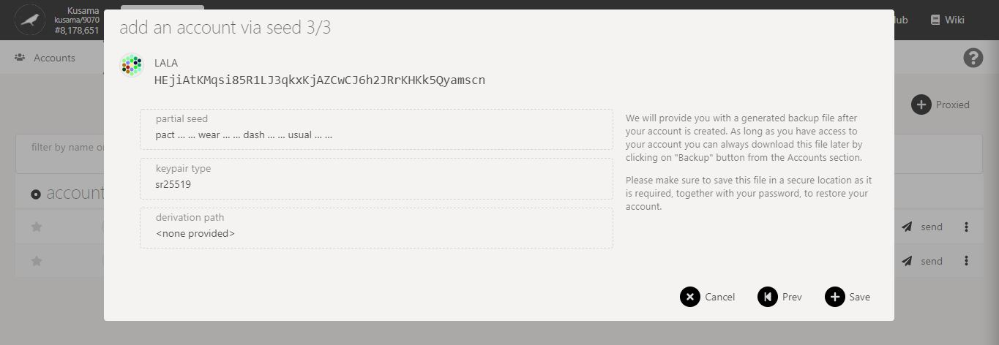 Kusama
kusama/9070
#8,178,651
Wiki
Accounts
add an account via seed 3/3
LALA
HEjiAtKMqsi85R1LJ3qkxKjAZCwCJ6h2JRrKHKk5Qyamscn
partial seed
pact ... ... wear ... ... dash ... ... usual ... ...
keypair type
sr25519
derivation path
<none provided>
We will provide you with a generated backup file after
your account is created. As long as you have access to
your account you can always download this file later by
clicking on "Backup" button from the Accounts section.
Please make sure to save this file in a secure location as it
is required, together with your password, to restore your
account.
Proxied
filter by name or
account
send
send
Cancel
Prev
Save